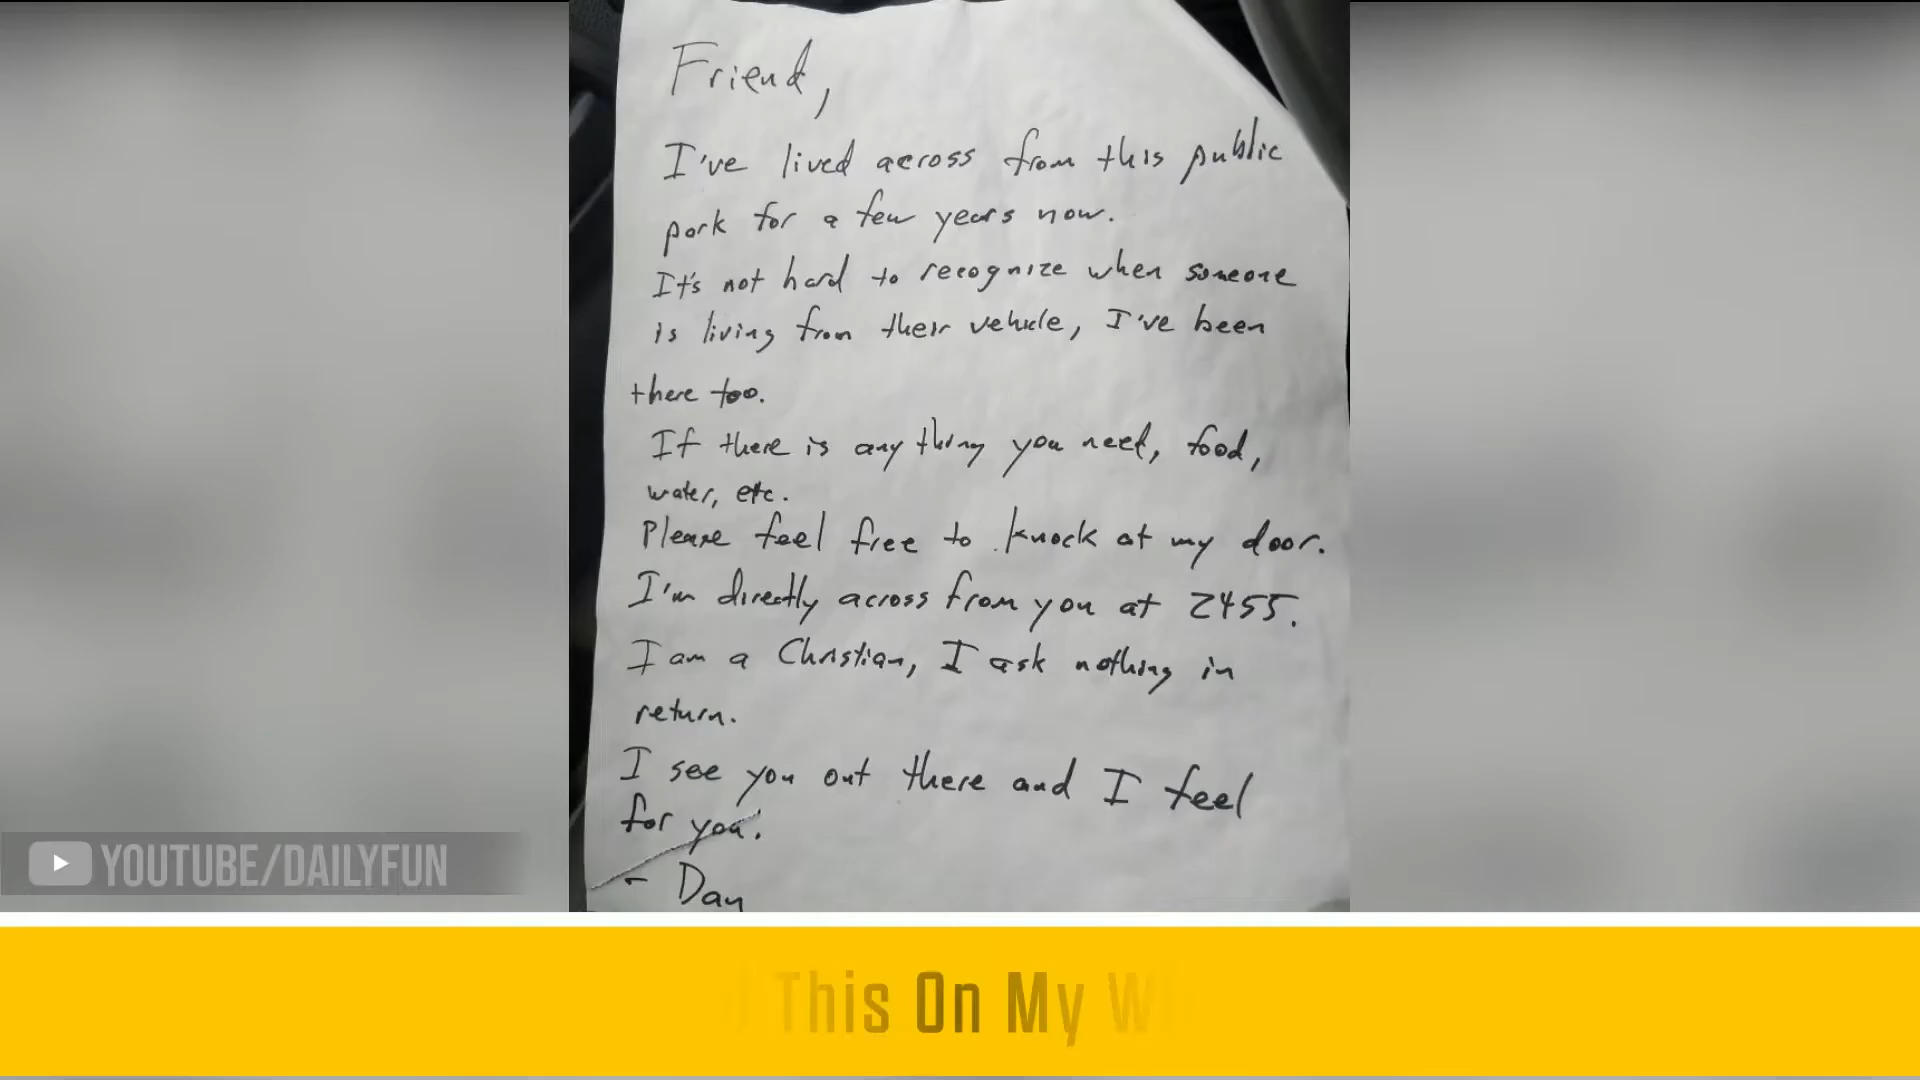 Friend,
I've lived across from this public
park for a few years now.
It's not hard to recognize when someone
is living from their vehicle, I've been
there too.
If there is anything you need, food,
water, etc.
Please feel free to knock at my door.
I'm directly across from you at 2455.
I am a Christian, I ask nothing in
return.
I see you out there and I feel
for you.
- Dan
YOUTUBE/DAILYFUN
This On My